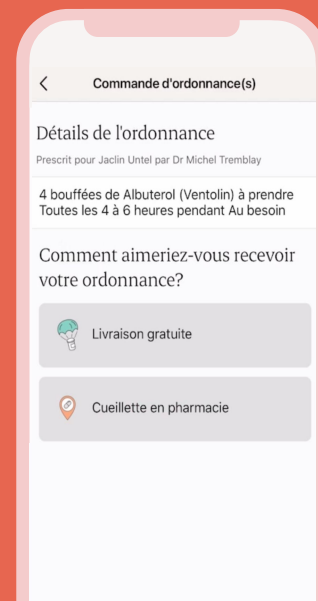 Commande d'ordonnance(s)
Détails de l'ordonnance
Prescrit pour Jaclin Untel par Dr Michel Tremblay
4 bouffées de Albuterol (Ventolin) à prendre
Toutes les 4 à 6 heures pendant Au besoin
Comment aimeriez-vous recevoir
votre ordonnance?
Livraison gratuite
Cueillette en pharmacie